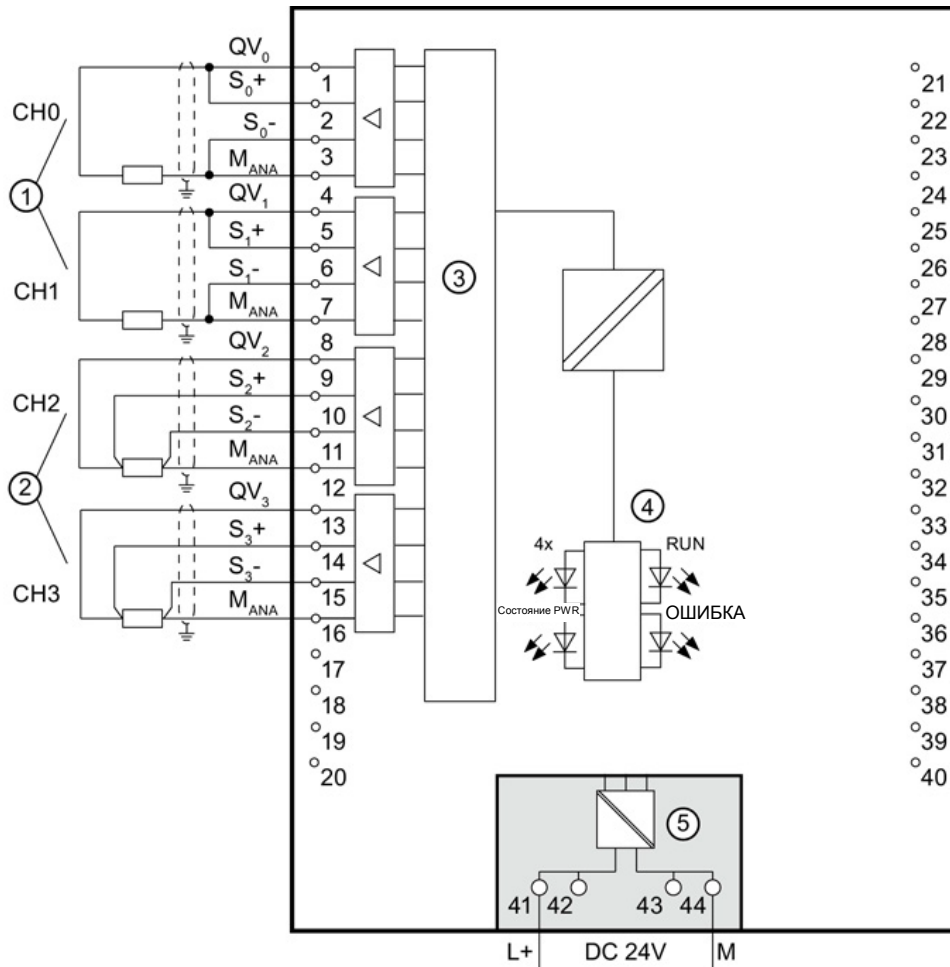 QV0
S0+
S0-
MANA
CH0
1
CH1
QV1
S1+
S1-
MANA
QV2
S2+
S2-
MANA
CH2
2
CH3
QV3
S3+
S3-
MANA
1
2
3
4
5
6
7
8
9
10
11
12
13
14
15
16
17
18
19
20
3
4
4x
RUN
Состояние PWR
ОШИБКА
5
41 42 43 44
L+ DC 24V M
21
22
23
24
25
26
27
28
29
30
31
32
33
34
35
36
37
38
39
40